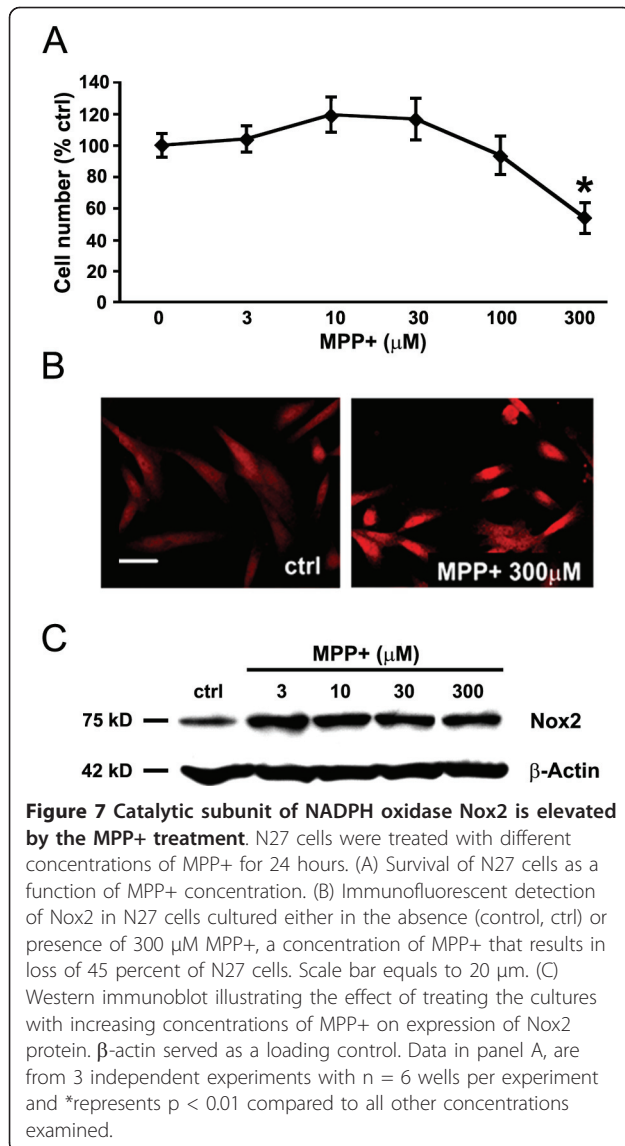 A
140
120
100
80
60
40
20
0
Cell number (% ctrl)
*
0 3 10 30 100 300
MPP+ (μM)
B
ctrl
MPP+ 300μM
C
MPP+ (μM)
ctrl 3 10 30 300
75 kD Nox2
42 kD β-Actin
Figure 7 Catalytic subunit of NADPH oxidase Nox2 is elevated
by the MPP+ treatment. N27 cells were treated with different
concentrations of MPP+ for 24 hours. (A) Survival of N27 cells as a
function of MPP+ concentration. (B) Immunofluorescent detection
of Nox2 in N27 cells cultured either in the absence (control, ctrl) or
presence of 300 μM MPP+, a concentration of MPP+ that results in
loss of 45 percent of N27 cells. Scale bar equals to 20 μm. (C)
Western immunoblot illustrating the effect of treating the cultures
with increasing concentrations of MPP+ on expression of Nox2
protein. β-actin served as a loading control. Data in panel A, are
from 3 independent experiments with n = 6 wells per experiment
and *represents p < 0.01 compared to all other concentrations
examined.